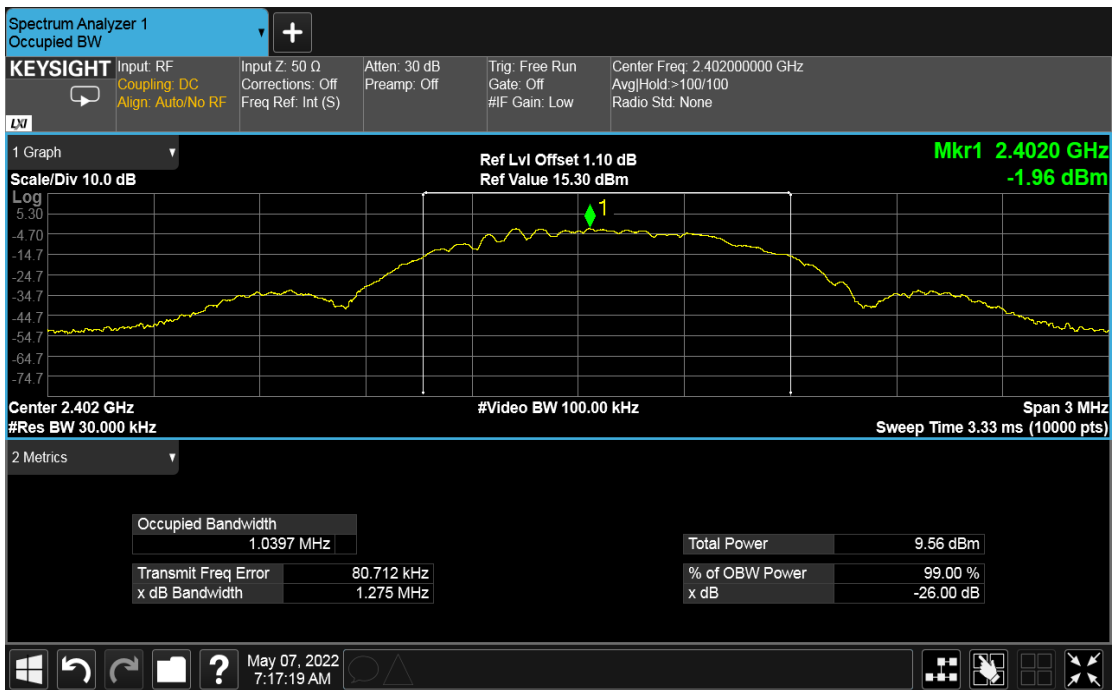 Spectrum Analyzer 1
Occupied BW
KEYSIGHT
LXI
Input: RF
Coupling: DC
Align: Auto/No RF
Input Z: 50 Ω
Corrections: Off
Freq Ref: Int (S)
Atten: 30 dB
Preamp: Off
Trig: Free Run
Gate: Off
#IF Gain: Low
Center Freq: 2.402000000 GHz
Avg|Hold:>100/100
Radio Std: None
1 Graph
Scale/Div 10.0 dB
Ref Lvl Offset 1.10 dB
Ref Value 15.30 dBm
Mkr1 2.4020 GHz
-1.96 dBm
Log
5.30
-4.70
-14.7
-24.7
-34.7
-44.7
-54.7
-64.7
-74.7
1
Center 2.402 GHz
#Res BW 30.000 kHz
#Video BW 100.00 kHz
Span 3 MHz
Sweep Time 3.33 ms (10000 pts)
2 Metrics
Occupied Bandwidth
1.0397 MHz
Transmit Freq Error 80.712 kHz
x dB Bandwidth 1.275 MHz
Total Power 9.56 dBm
% of OBW Power 99.00 %
x dB -26.00 dB
?
May 07, 2022
7:17:19 AM